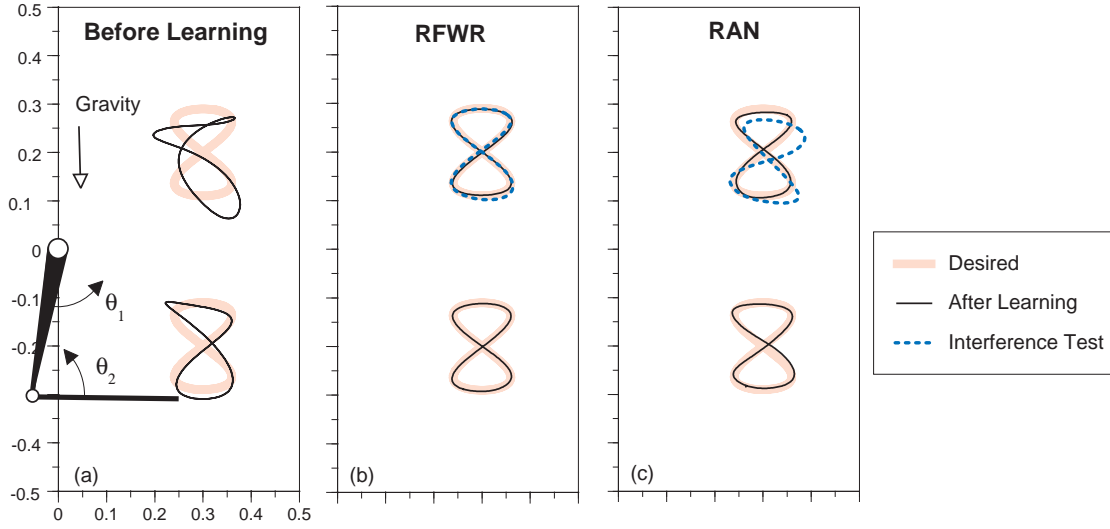 Before Learning
RFWR
RAN
0.5
0.4
0.3
0.2
0.1
0
-0.1
-0.2
-0.3
-0.4
-0.5
Gravity
θ1
θ2
(a)
(b)
(c)
0
0.1
0.2
0.3
0.4
0.5
Desired
After Learning
Interference Test